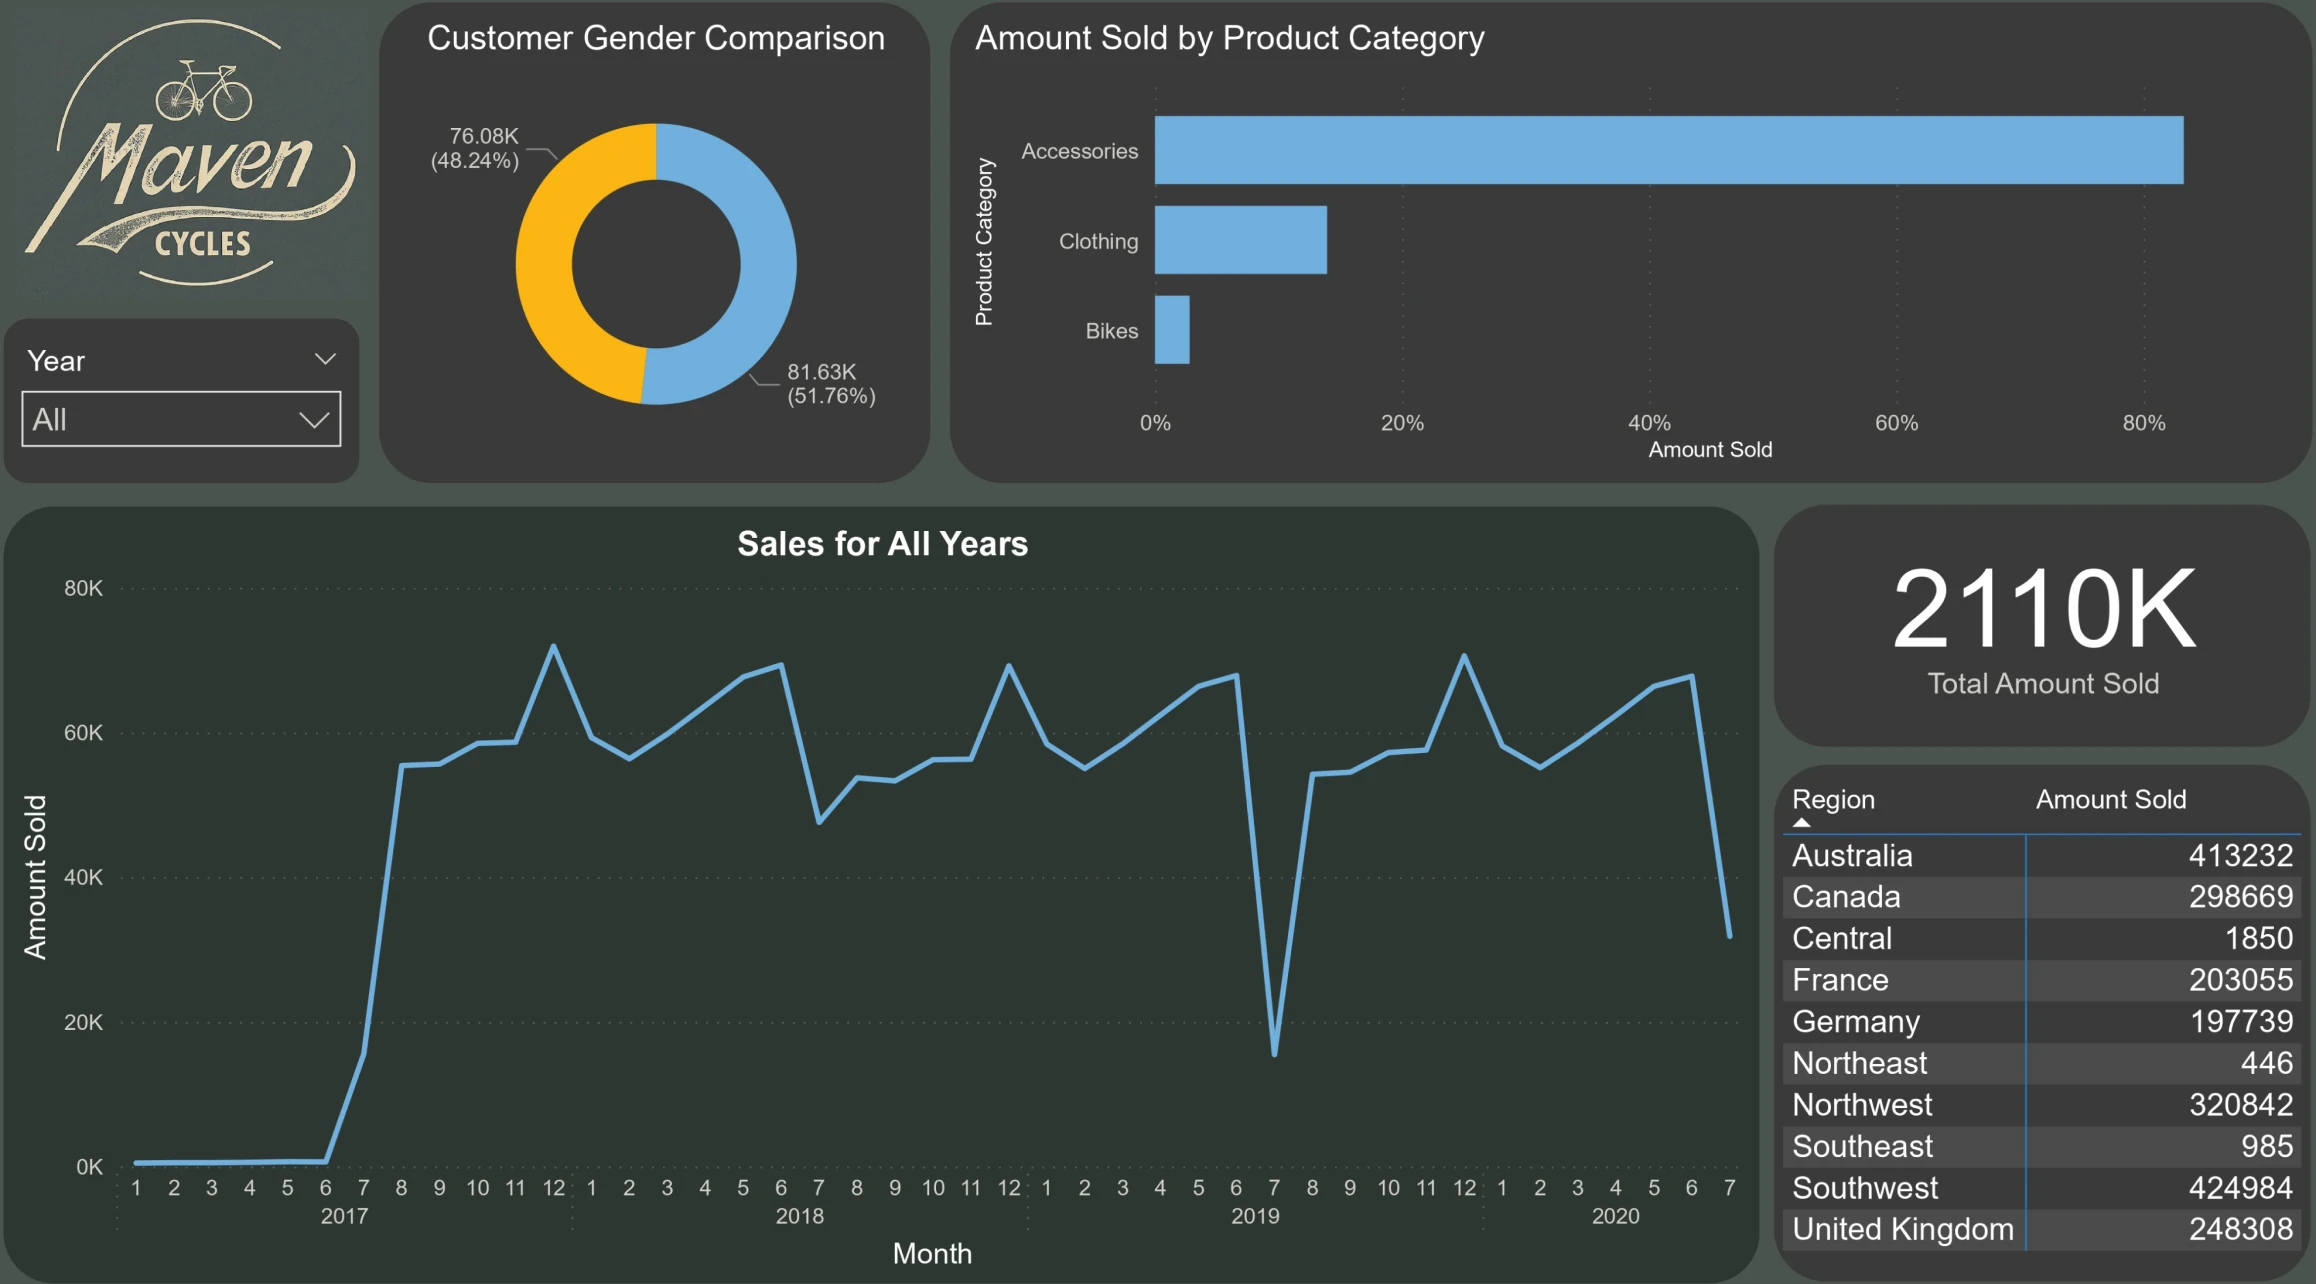 Maven
CYCLES
Year
All
Customer Gender Comparison
76.08K
(48.24%)
81.63K
(51.76%)
Amount Sold by Product Category
Product Category
Accessories
Clothing
Bikes
0% 20% 40% 60% 80%
Amount Sold
Sales for All Years
Amount Sold
80K
60K
40K
20K
0K
1 2 3 4 5 6 7 8 9 10 11 12 1 2 3 4 5 6 7 8 9 10 11 12 1 2 3 4 5 6 7 8 9 10 11 12 1 2 3 4 5 6 7
2017 2018 2019 2020
Month
2110K
Total Amount Sold
Region Amount Sold
Australia 413232
Canada 298669
Central 1850
France 203055
Germany 197739
Northeast 446
Northwest 320842
Southeast 985
Southwest 424984
United Kingdom 248308